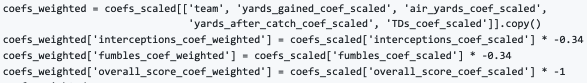 coefs_weighted = coefs_scaled[['team', 'yards_gained_coef_scaled', 'air_yards_coef_scaled',
'yards_after_catch_coef_scaled', 'TDs_coef_scaled']].copy()
coefs_weighted['interceptions_coef_weighted'] = coefs_scaled['interceptions_coef_scaled'] * -0.34
coefs_weighted['fumbles_coef_weighted'] = coefs_scaled['fumbles_coef_scaled'] * -0.34
coefs_weighted['overall_score_coef_weighted'] = coefs_scaled['overall_score_coef_scaled'] * -1